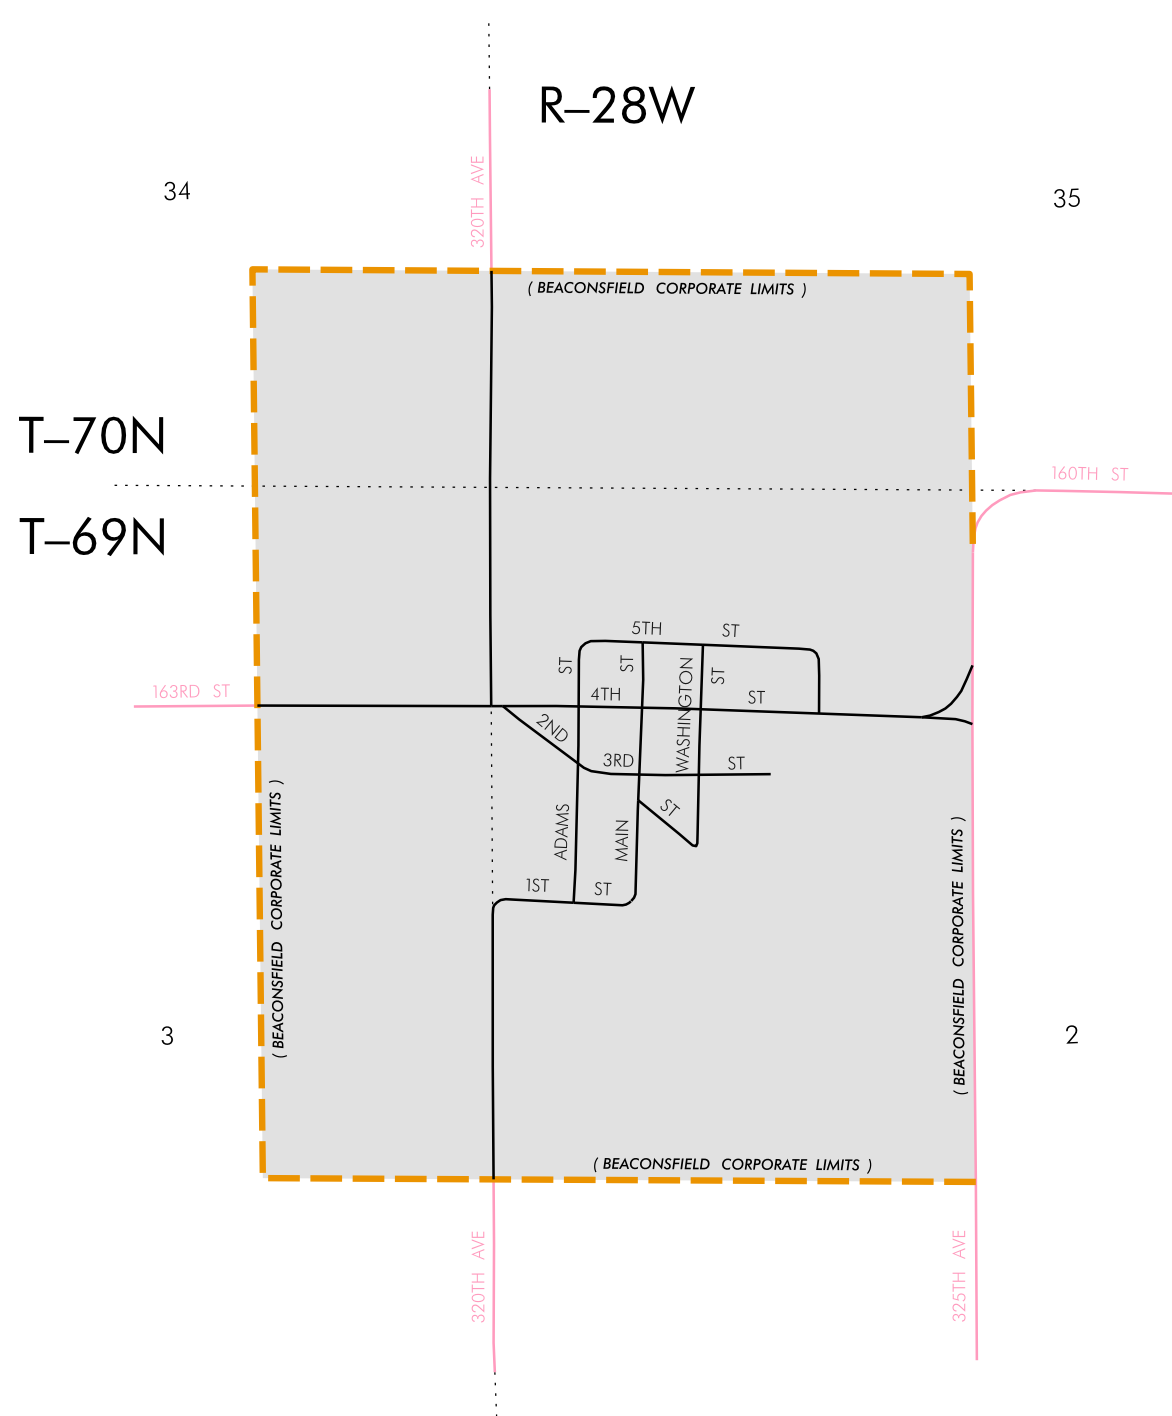 R–28W
320TH AVE
34
35
( BEACONSFIELD CORPORATE LIMITS )
T–70N
160TH ST
T–69N
5TH ST
ST
ST
WASHINGTON ST
163RD ST
4TH ST
2ND
3RD ST
ST
ADAMS
MAIN
1ST ST
( BEACONSFIELD CORPORATE LIMITS )
( BEACONSFIELD CORPORATE LIMITS )
3
2
( BEACONSFIELD CORPORATE LIMITS )
320TH AVE
325TH AVE